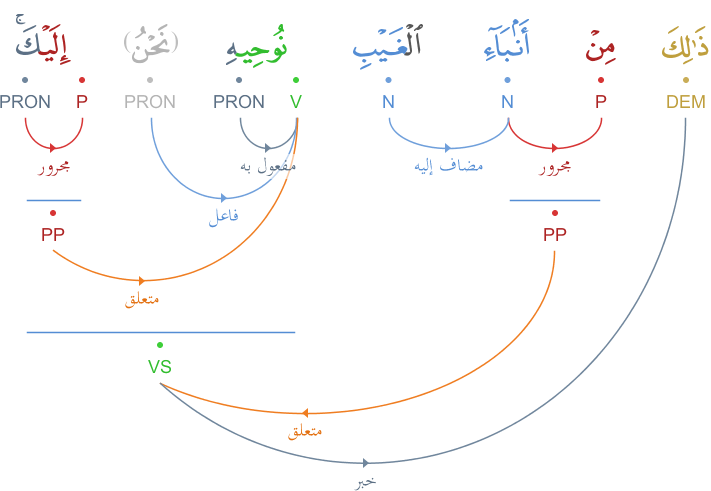 ذَٰلِكَ مِنْ أَنۢبَآءِ ٱلْغَيْبِ نُوحِيهِ (نَحْنُ) إِلَيْكَ ۚ
DEM P N N V PRON PRON P PRON
مجرور مضاف إليه مفعول به مجرور
فاعل
PP PP
متعلق
VS
متعلق
خبر